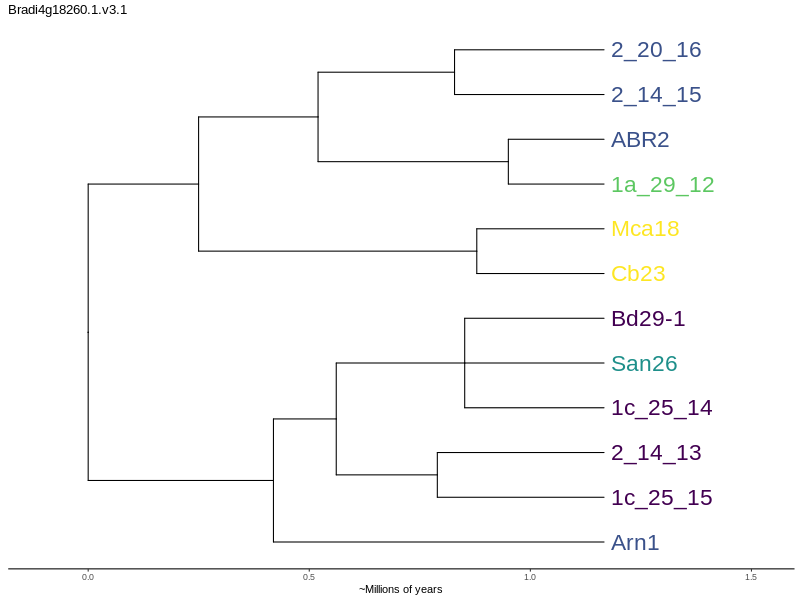 Bradi4g18260.1.v3.1
2_20_16
2_14_15
ABR2
1a_29_12
Mca18
Cb23
Bd29-1
San26
1c_25_14
2_14_13
1c_25_15
Arn1
0.0 0.5 1.0 1.5
~Millions of years